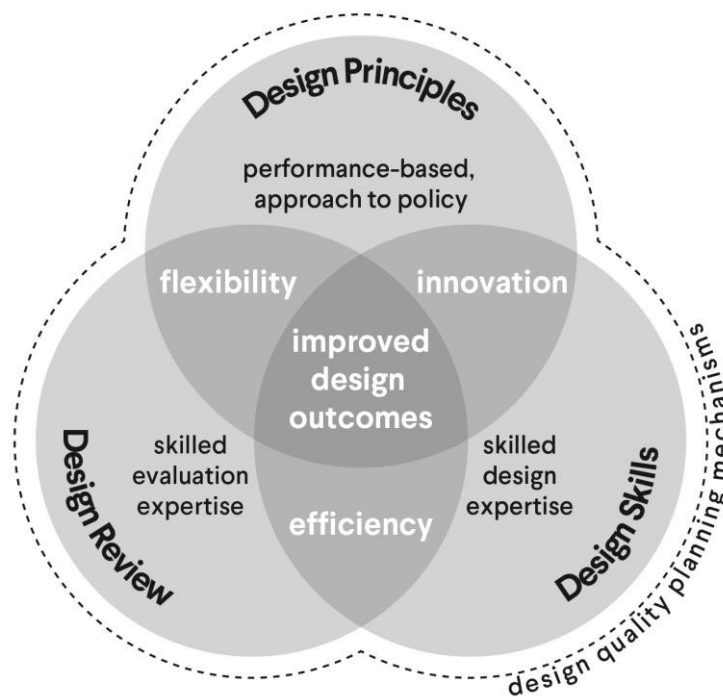 Design Principles
performance-based,
approach to policy
flexibility
innovation
improved
design
outcomes
Design Review
skilled
evaluation
expertise
skilled
design
expertise
Design Skills
efficiency
design quality planning mechanisms